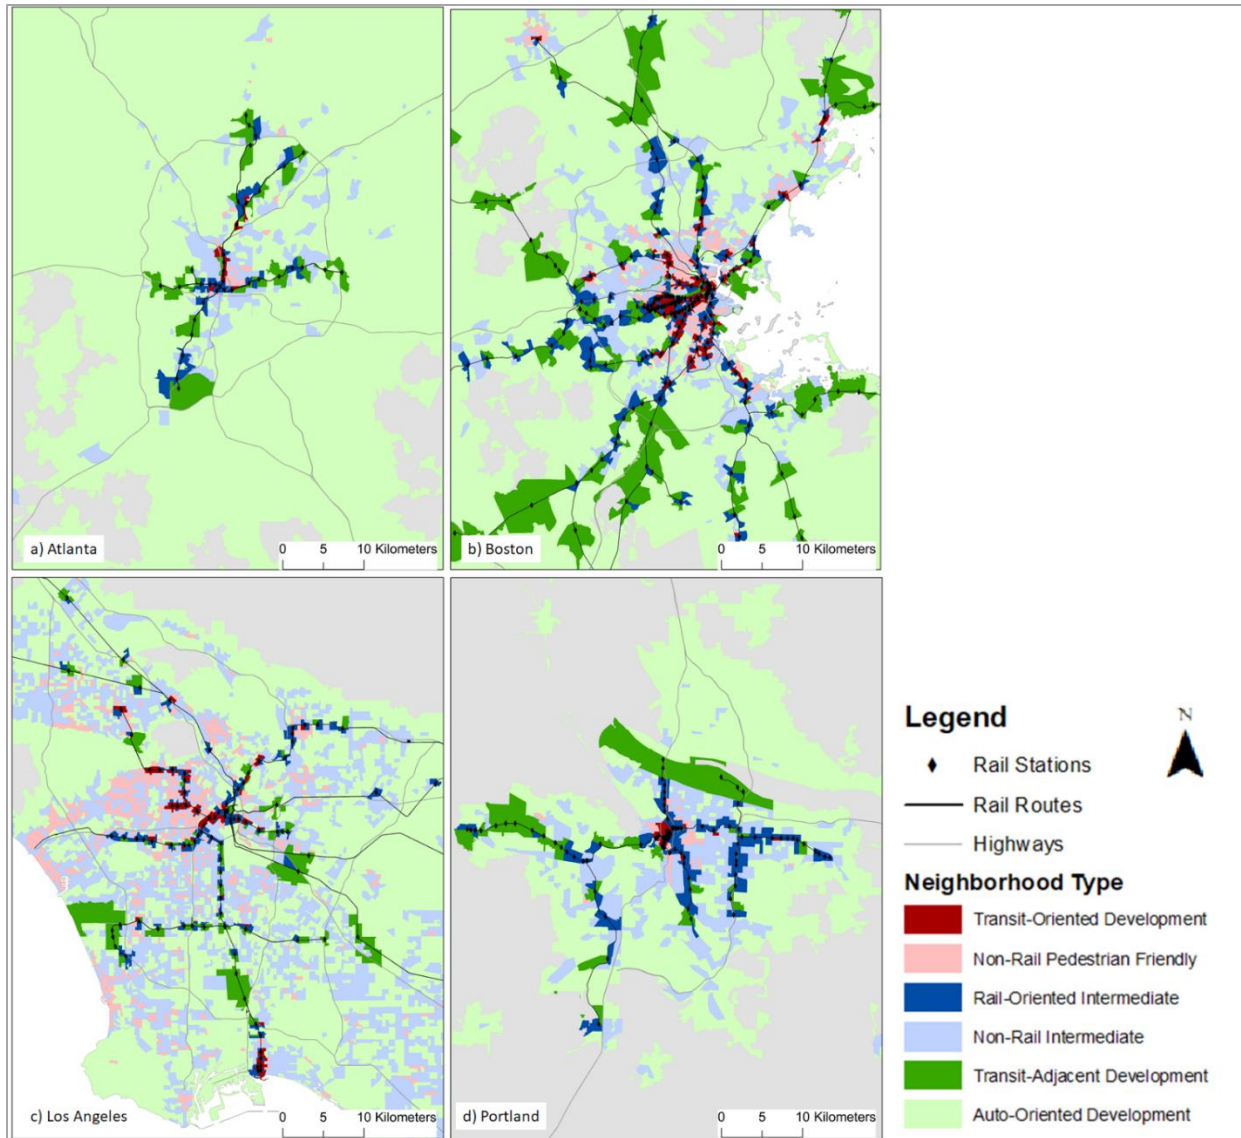 a) Atlanta
0 5 10 Kilometers
b) Boston
0 5 10 Kilometers
c) Los Angeles
0 5 10 Kilometers
d) Portland
0 5 10 Kilometers
Legend
N
Rail Stations
Rail Routes
Highways
Neighborhood Type
Transit-Oriented Development
Non-Rail Pedestrian Friendly
Rail-Oriented Intermediate
Non-Rail Intermediate
Transit-Adjacent Development
Auto-Oriented Development